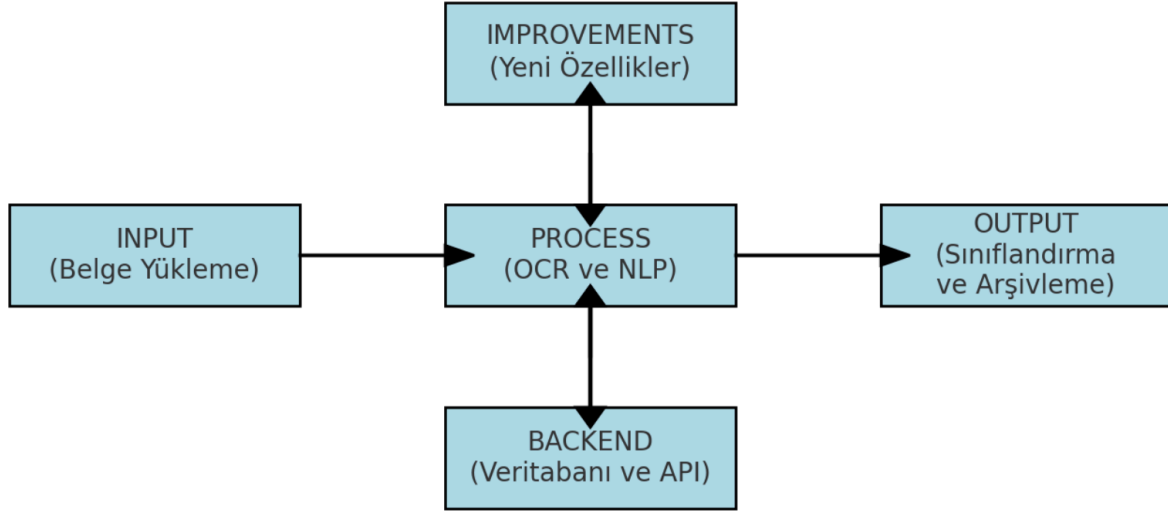 IMPROVEMENTS
(Yeni Özellikler)
INPUT
(Belge Yükleme)
PROCESS
(OCR ve NLP)
OUTPUT
(Sınıflandırma
ve Arşivleme)
BACKEND
(Veritabanı ve API)